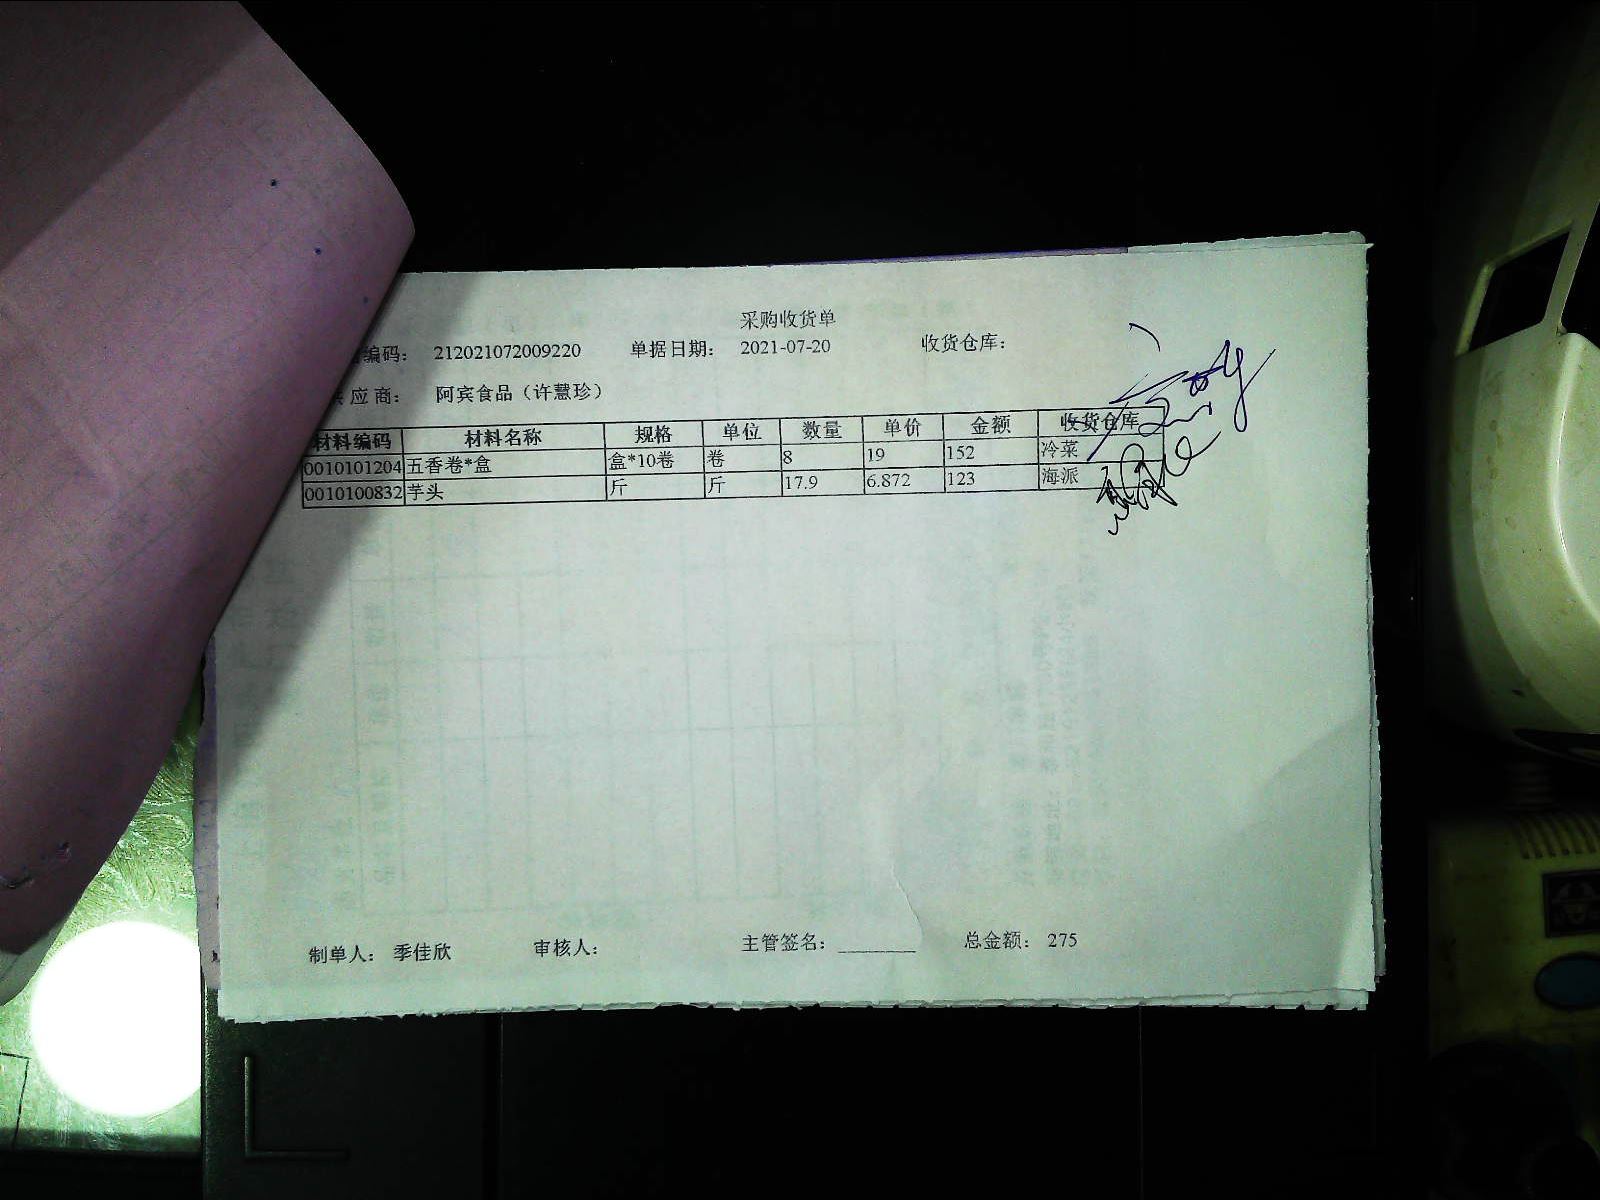 采购收货单
编码： 212021072009220 单据日期： 2021-07-20 收货仓库：
应商： 阿宾食品（许慧珍）
材料编码 材料名称 规格 单位 数量 单价 金额 收货仓库
0010101204 五香卷*盒 盒*10卷 卷 8 19 152 冷菜
0010100832 芋头 斤 斤 17.9 6.872 123 海派
制单人： 季佳欣 审核人： 主管签名： ________ 总金额： 275